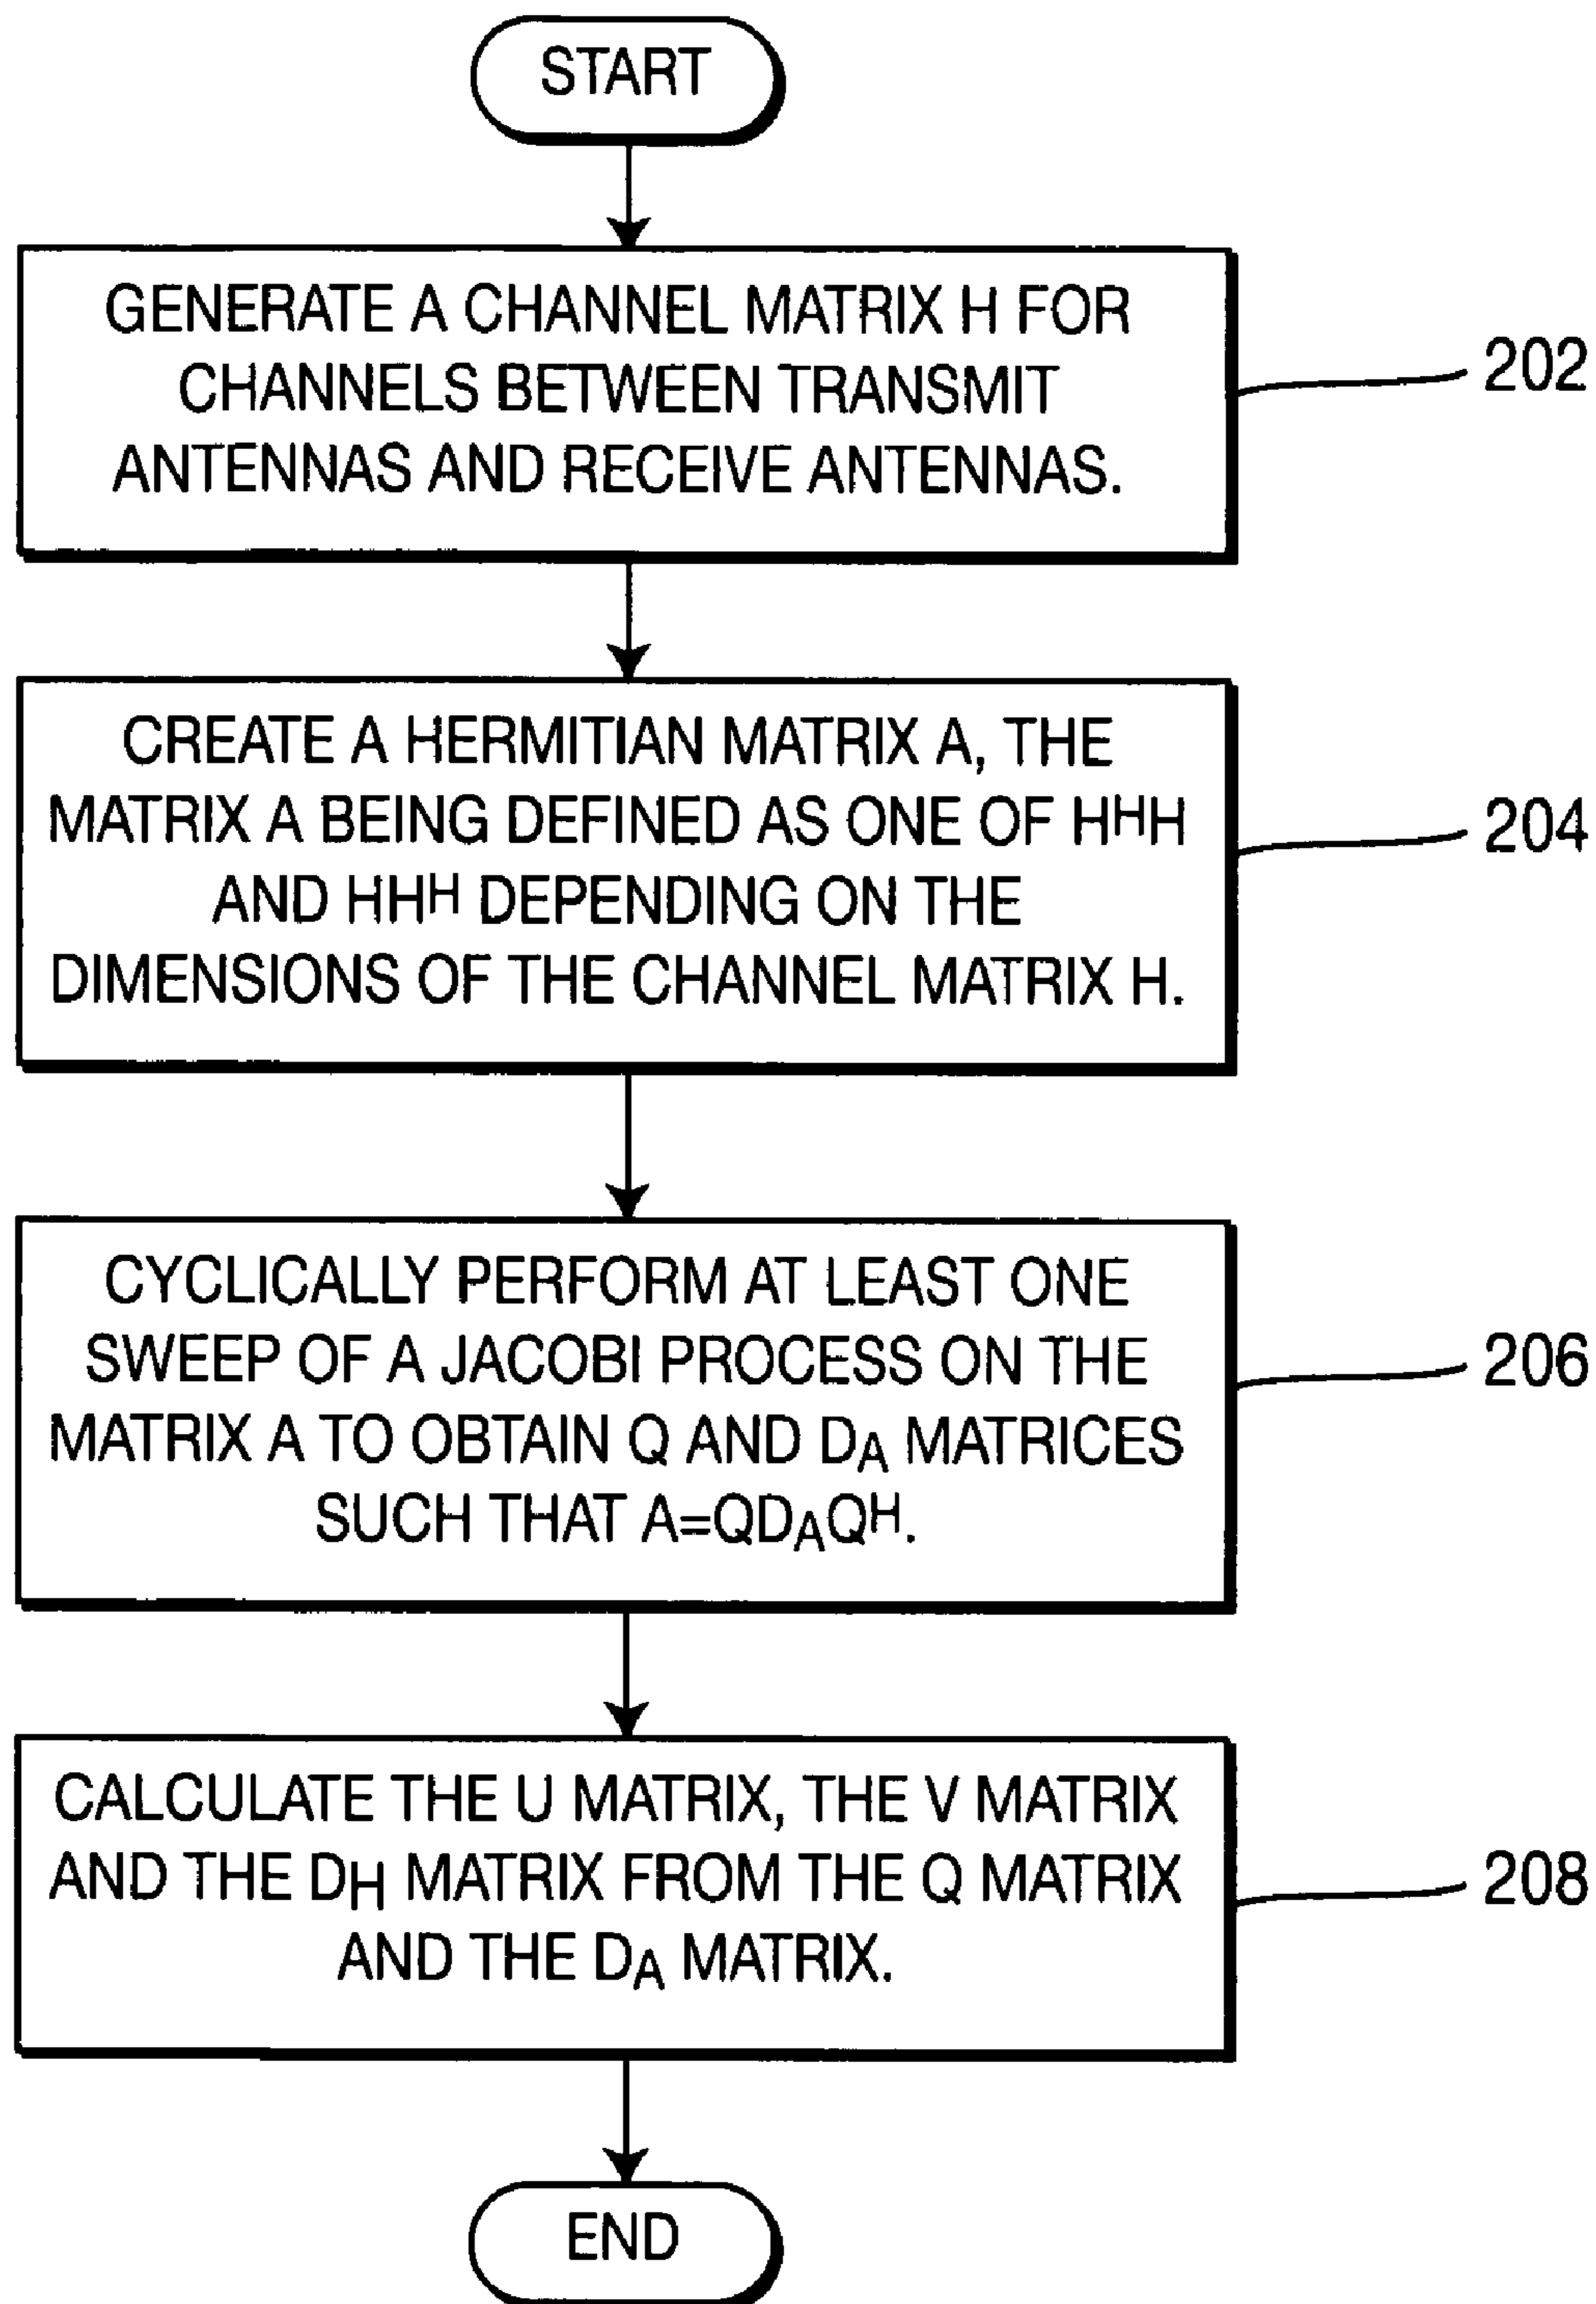 START
GENERATE A CHANNEL MATRIX H FOR
CHANNELS BETWEEN TRANSMIT
ANTENNAS AND RECEIVE ANTENNAS.
202
CREATE A HERMITIAN MATRIX A, THE
MATRIX A BEING DEFINED AS ONE OF HᴴH
AND HHᴴ DEPENDING ON THE
DIMENSIONS OF THE CHANNEL MATRIX H.
204
CYCLICALLY PERFORM AT LEAST ONE
SWEEP OF A JACOBI PROCESS ON THE
MATRIX A TO OBTAIN Q AND DA MATRICES
SUCH THAT A=QDAQᴴ.
206
CALCULATE THE U MATRIX, THE V MATRIX
AND THE DH MATRIX FROM THE Q MATRIX
AND THE DA MATRIX.
208
END